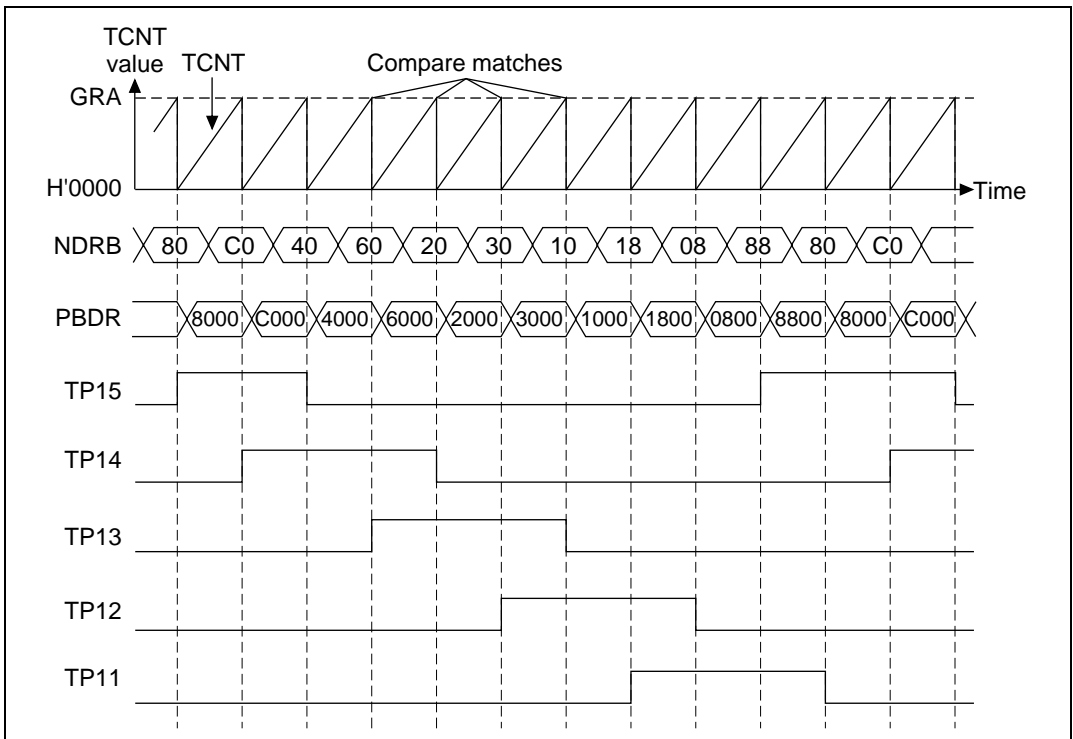 TCNT
value TCNT Compare matches
GRA
H'0000 Time
NDRB 80 C0 40 60 20 30 10 18 08 88 80 C0
PBDR 8000 C000 4000 6000 2000 3000 1000 1800 0800 8800 8000 C000
TP15
TP14
TP13
TP12
TP11